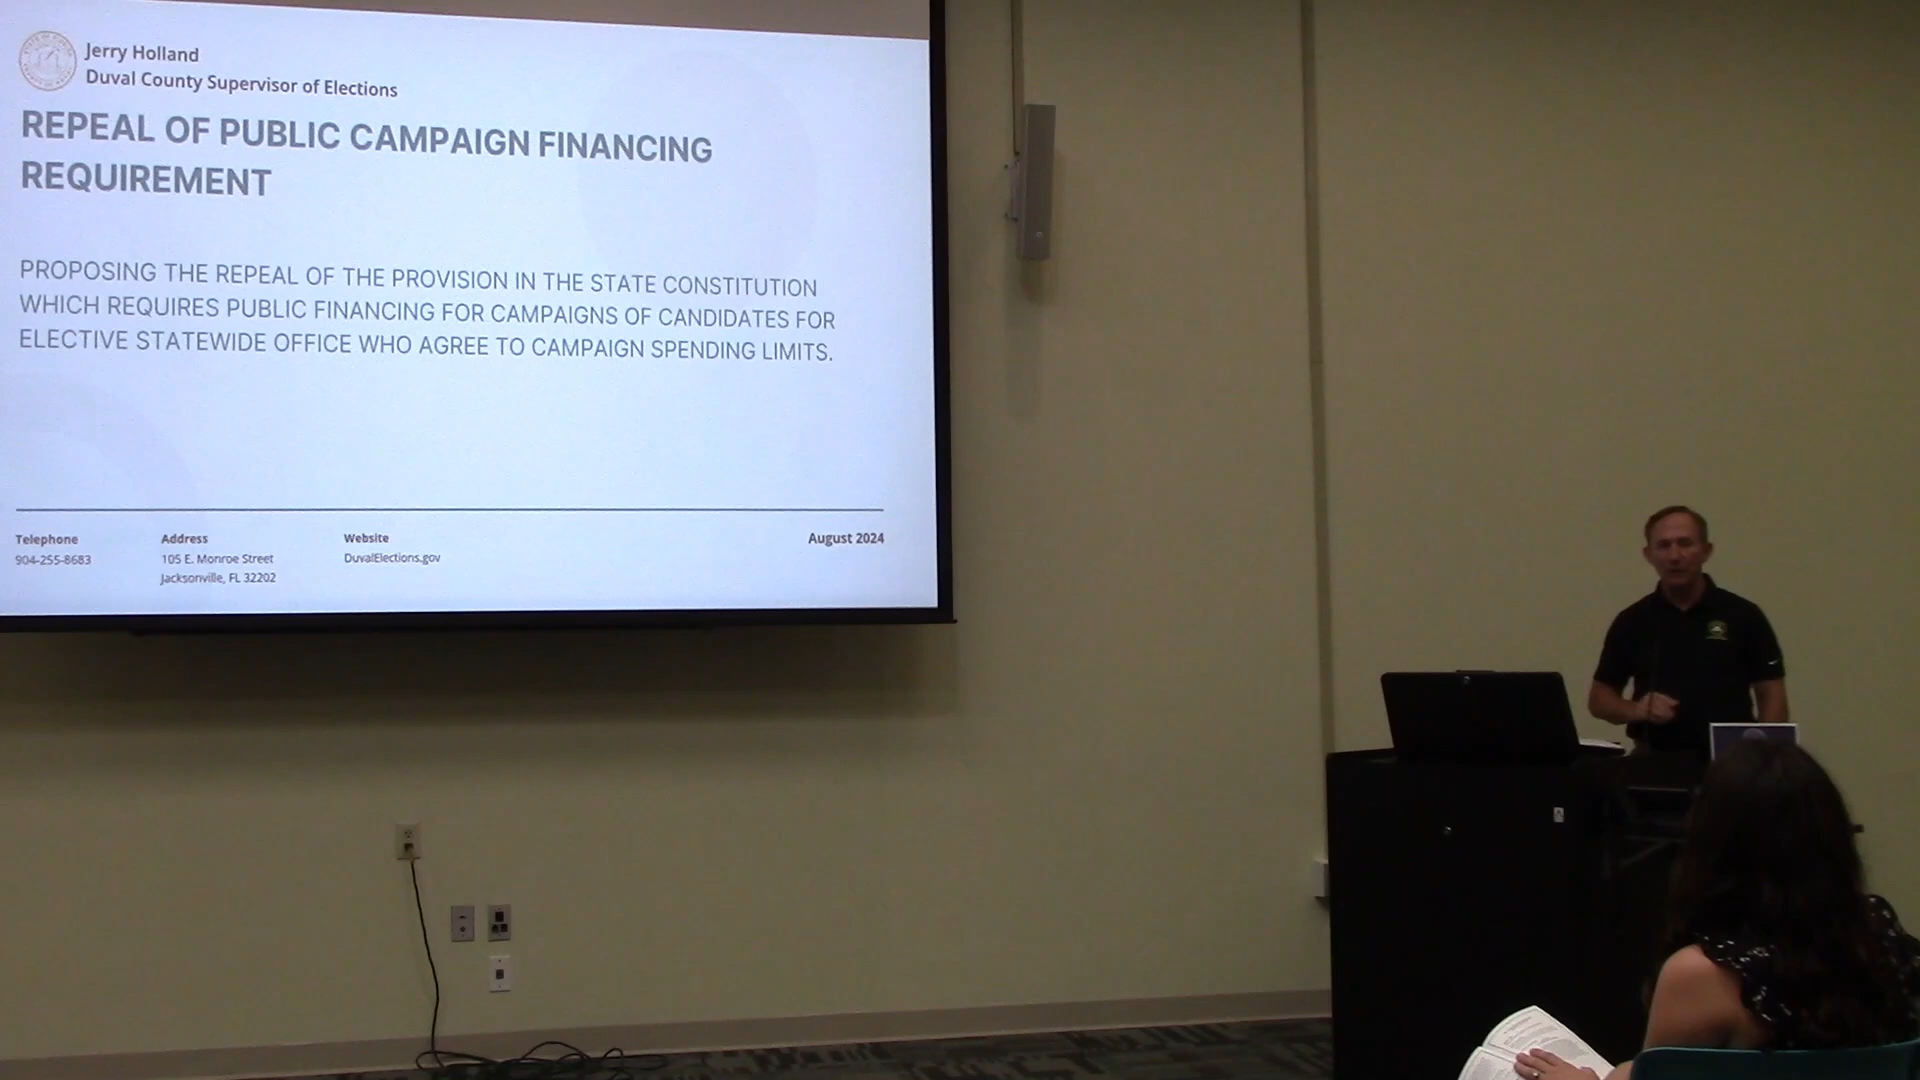 Jerry Holland
Duval County Supervisor of Elections
REPEAL OF PUBLIC CAMPAIGN FINANCING
REQUIREMENT
PROPOSING THE REPEAL OF THE PROVISION IN THE STATE CONSTITUTION
WHICH REQUIRES PUBLIC FINANCING FOR CAMPAIGNS OF CANDIDATES FOR
ELECTIVE STATEWIDE OFFICE WHO AGREE TO CAMPAIGN SPENDING LIMITS.
Telephone
904-255-8683
Address
105 E. Monroe Street
Jacksonville, FL 32202
Website
DuvalElections.gov
August 2024